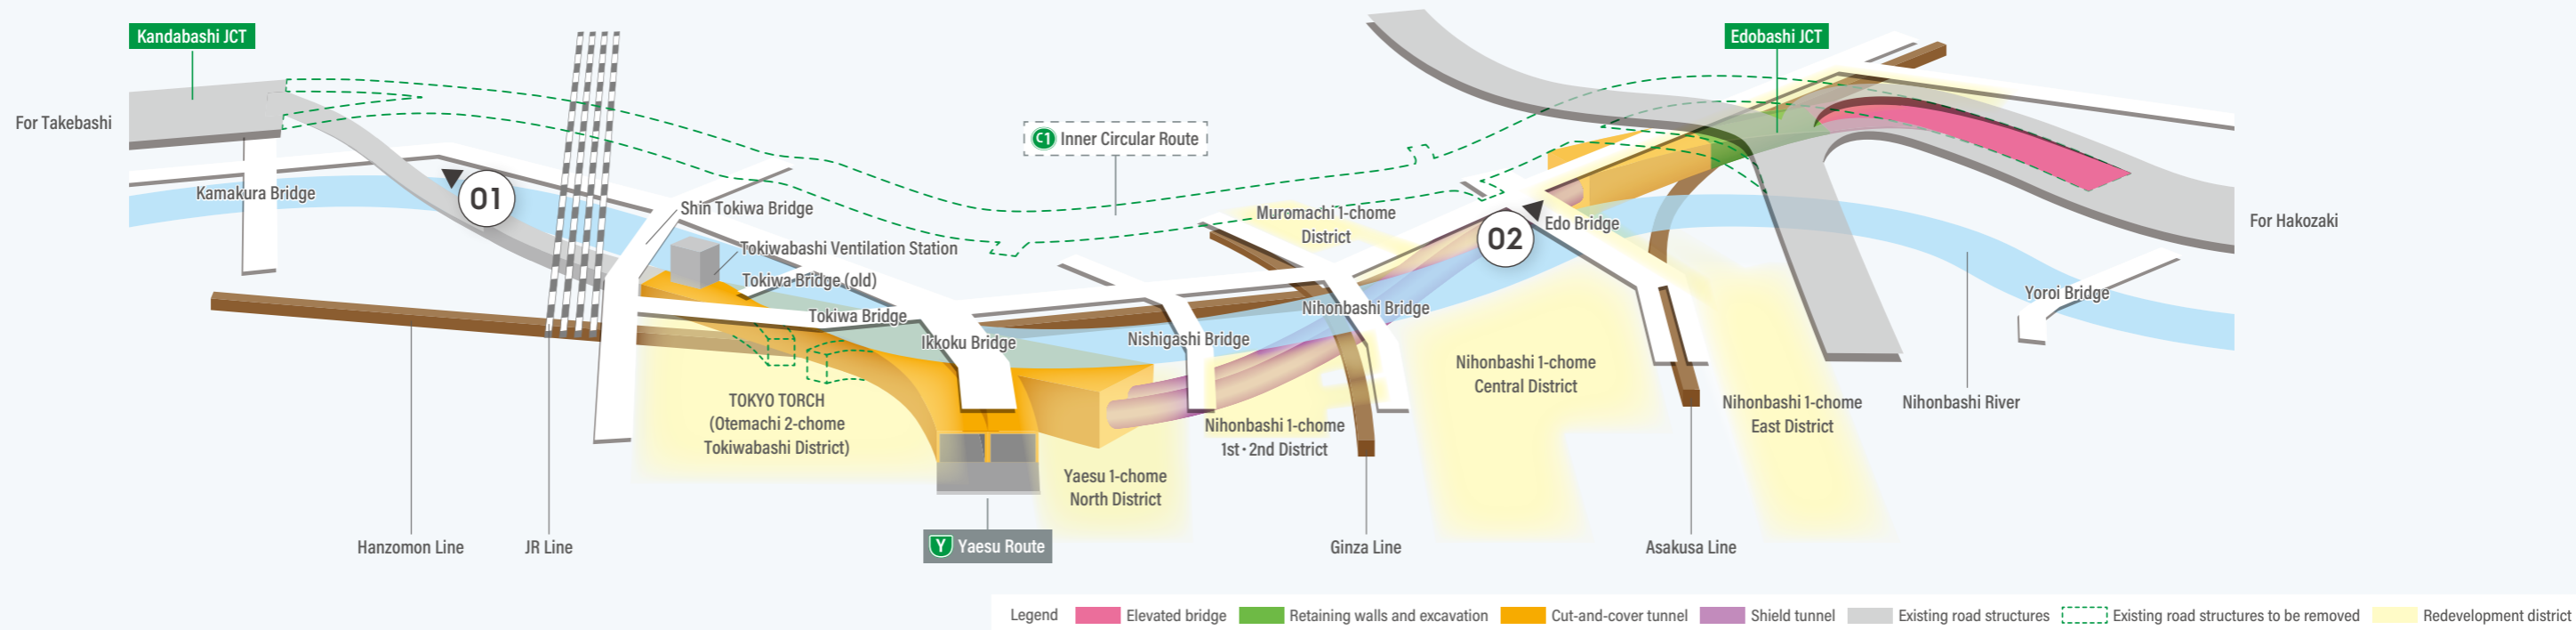 Kandabashi JCT
Edobashi JCT
For Takebashi
C1 Inner Circular Route
Kamakura Bridge
01
Shin Tokiwa Bridge
Muromachi 1-chome
District
Edo Bridge
For Hakozaki
02
Tokiwabashi Ventilation Station
Tokiwa Bridge (old)
Yoroi Bridge
Tokiwa Bridge
Nihonbashi Bridge
Ikkoku Bridge
Nishigashi Bridge
Nihonbashi 1-chome
Central District
TOKYO TORCH
(Otemachi 2-chome
Tokiwabashi District)
Nihonbashi 1-chome
East District
Nihonbashi River
Nihonbashi 1-chome
1st・2nd District
Yaesu 1-chome
North District
Hanzomon Line
JR Line
Y Yaesu Route
Ginza Line
Asakusa Line
Legend Elevated bridge Retaining walls and excavation Cut-and-cover tunnel Shield tunnel Existing road structures Existing road structures to be removed Redevelopment district